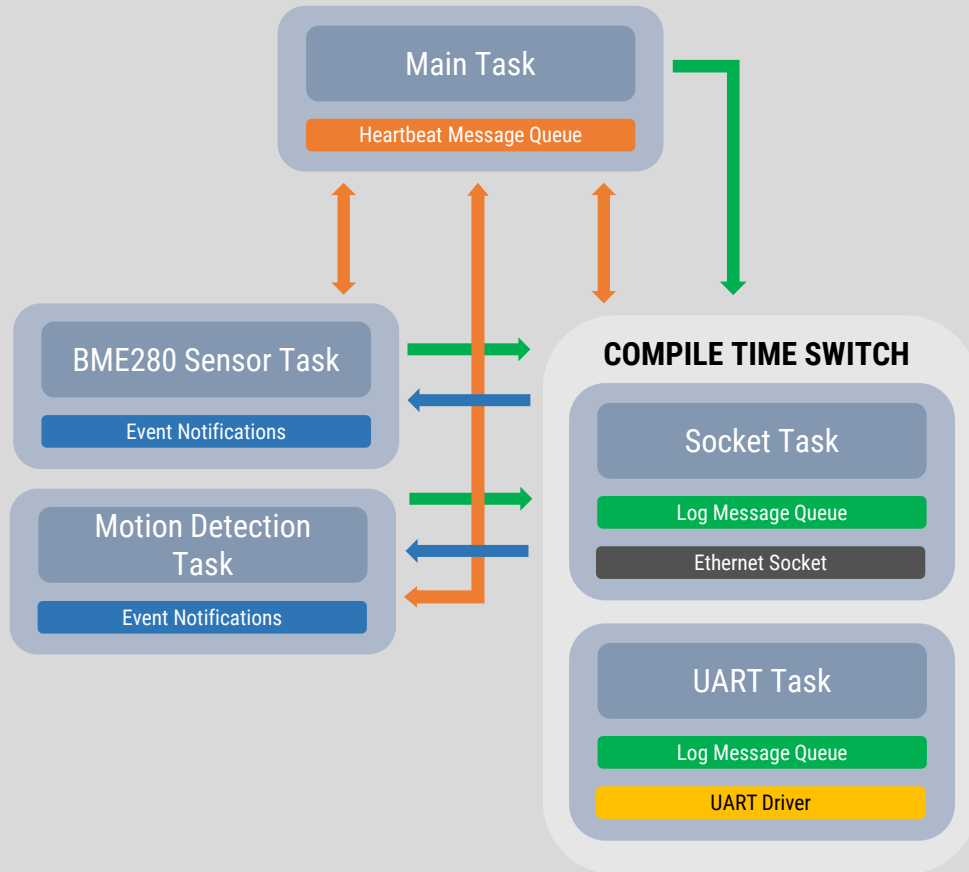 Main Task
Heartbeat Message Queue
BME280 Sensor Task
Event Notifications
Motion Detection
Task
Event Notifications
COMPILE TIME SWITCH
Socket Task
Log Message Queue
Ethernet Socket
UART Task
Log Message Queue
UART Driver